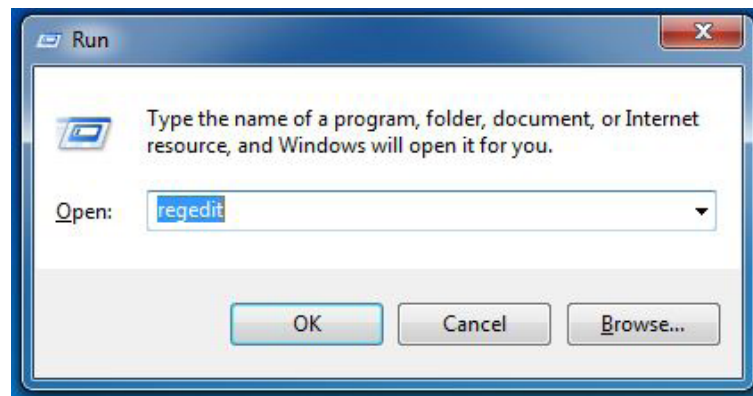 Run
Type the name of a program, folder, document, or Internet
resource, and Windows will open it for you.
Open: regedit
OK Cancel Browse...